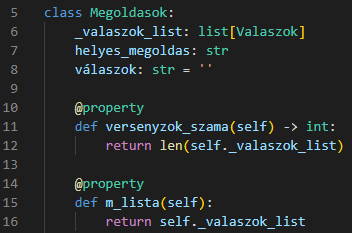 5 class Megoldasok:
6     _valaszok_list: list[Valaszok]
7     helyes_megoldas: str
8     válaszok: str = ''
9
10     @property
11     def versenyzok_szama(self) -> int:
12         return len(self._valaszok_list)
13
14     @property
15     def m_lista(self):
16         return self._valaszok_list